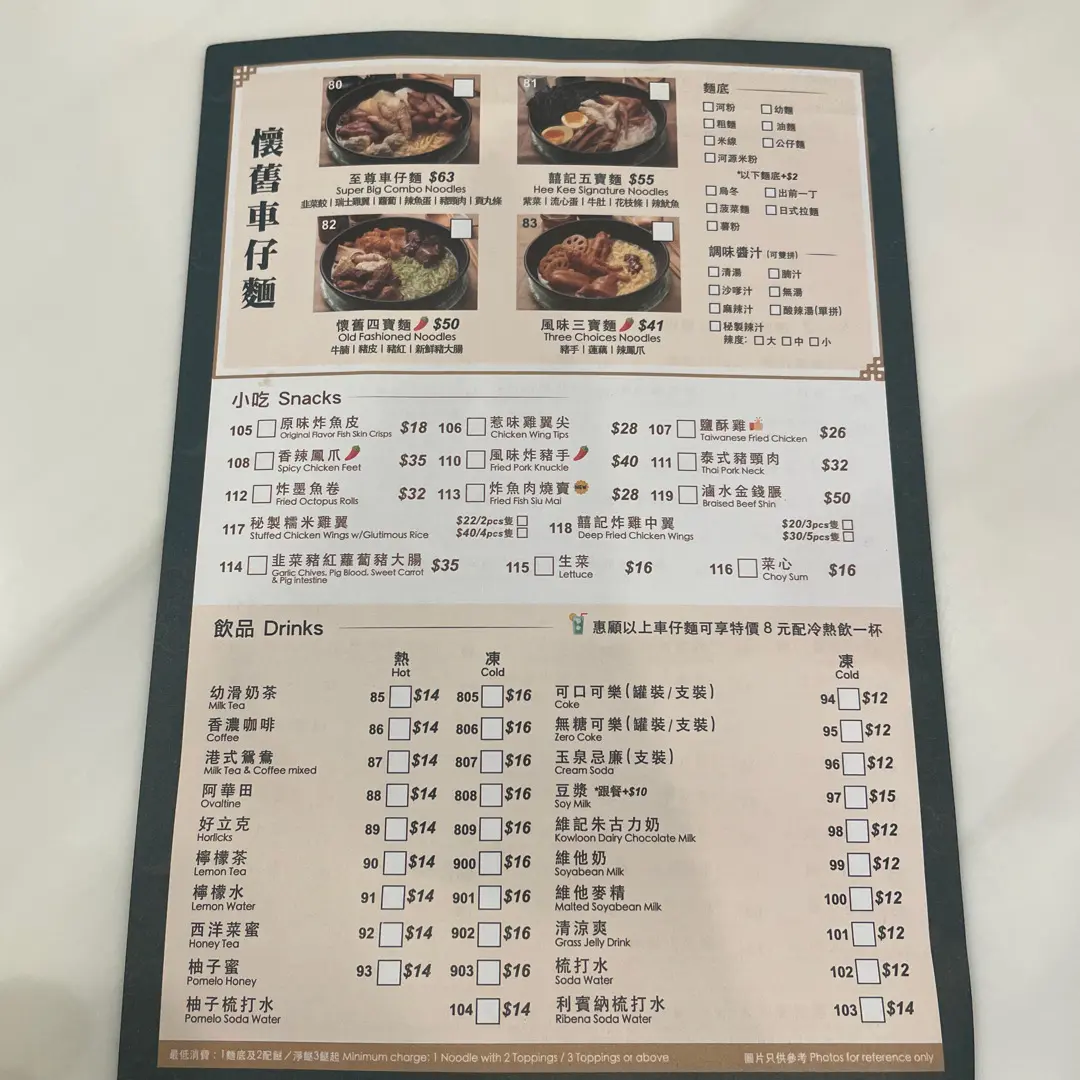 懷舊車仔麵
80
至尊車仔麵 $63
Super Big Combo Noodles
韭菜餃 | 瑞士雞翼 | 蘿蔔 | 辣魚蛋 | 豬頸肉 | 貢丸條
81
囍記五寶麵 $55
Hee Kee Signature Noodles
紫菜 | 流心蛋 | 牛肚 | 花枝條 | 辣魷魚
82
懷舊四寶麵 $50
Old Fashioned Noodles
牛腩 | 豬皮 | 豬紅 | 新鮮豬大腸
83
風味三寶麵 $41
Three Choices Noodles
豬手 | 蓮藕 | 辣鳳爪
麵底
河粉 幼麵
粗麵 油麵
米線 公仔麵
河源米粉
*以下麵底+$2
烏冬 出前一丁
菠菜麵 日式拉麵
薯粉
調味醬汁 (可雙拼)
清湯 腩汁
沙嗲汁 無湯
麻辣汁 酸辣湯(單拼)
秘製辣汁
辣度: 大 中 小
小吃 Snacks
105 原味炸魚皮 $18
Original Flavor Fish Skin Crisps
106 惹味雞翼尖 $28
Chicken Wing Tips
107 鹽酥雞 $26
Taiwanese Fried Chicken
108 香辣鳳爪 $35
Spicy Chicken Feet
110 風味炸豬手 $40
Fried Pork Knuckle
111 泰式豬頸肉 $32
Thai Pork Neck
112 炸墨魚卷 $32
Fried Octopus Rolls
113 炸魚肉燒賣 NEW $28
Fried Fish Siu Mai
119 滷水金錢𦟌 $50
Braised Beef Shin
117 秘製糯米雞翼 $22/2pcs隻
Stuffed Chicken Wings w/Glutimous Rice $40/4pcs隻
118 囍記炸雞中翼 $20/3pcs隻
Deep Fried Chicken Wings $30/5pcs隻
114 韭菜豬紅蘿蔔豬大腸 $35
Garlic Chives, Pig Blood, Sweet Carrot
& Pig intestine
115 生菜 $16
Lettuce
116 菜心 $16
Choy Sum
飲品 Drinks
惠顧以上車仔麵可享特價 8 元配冷熱飲一杯
熱 凍
Hot Cold
幼滑奶茶 85 $14 805 $16
Milk Tea
香濃咖啡 86 $14 806 $16
Coffee
港式鴛鴦 87 $14 807 $16
Milk Tea & Coffee mixed
阿華田 88 $14 808 $16
Ovaltine
好立克 89 $14 809 $16
Horlicks
檸檬茶 90 $14 900 $16
Lemon Tea
檸檬水 91 $14 901 $16
Lemon Water
西洋菜蜜 92 $14 902 $16
Honey Tea
柚子蜜 93 $14 903 $16
Pomelo Honey
柚子梳打水 104 $14
Pomelo Soda Water
凍
Cold
可口可樂(罐裝/支裝) 94 $12
Coke
無糖可樂(罐裝/支裝) 95 $12
Zero Coke
玉泉忌廉(支裝) 96 $12
Cream Soda
豆漿 *跟餐+$10 97 $15
Soy Milk
維記朱古力奶 98 $12
Kowloon Dairy Chocolate Milk
維他奶 99 $12
Soyabean Milk
維他麥精 100 $12
Malted Soyabean Milk
清涼爽 101 $12
Grass Jelly Drink
梳打水 102 $12
Soda Water
利賓納梳打水 103 $14
Ribena Soda Water
最低消費：1麵底及2配餸／淨餸3餸起 Minimum charge: 1 Noodle with 2 Toppings / 3 Toppings or above
圖片只供參考 Photos for reference only